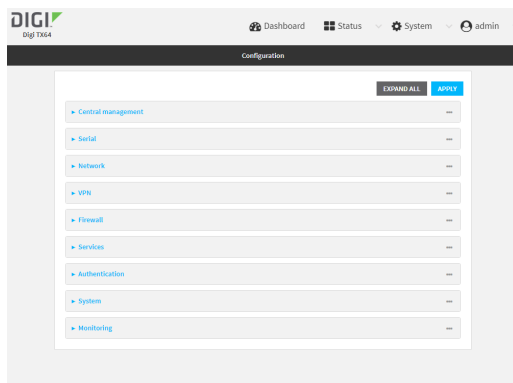 DIGI.
Digi TX64
Dashboard
Status
System
admin
Configuration
EXPAND ALL
APPLY
Central management
Serial
Network
VPN
Firewall
Services
Authentication
System
Monitoring